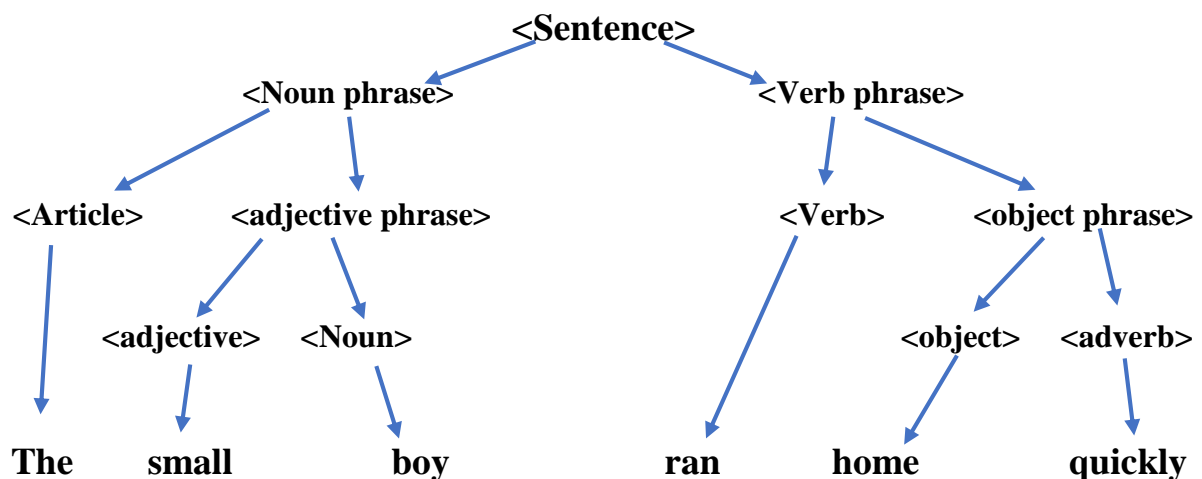 <Sentence>
<Noun phrase> <Verb phrase>
<Article> <adjective phrase> <Verb> <object phrase>
<adjective> <Noun> <object> <adverb>
The small boy ran home quickly